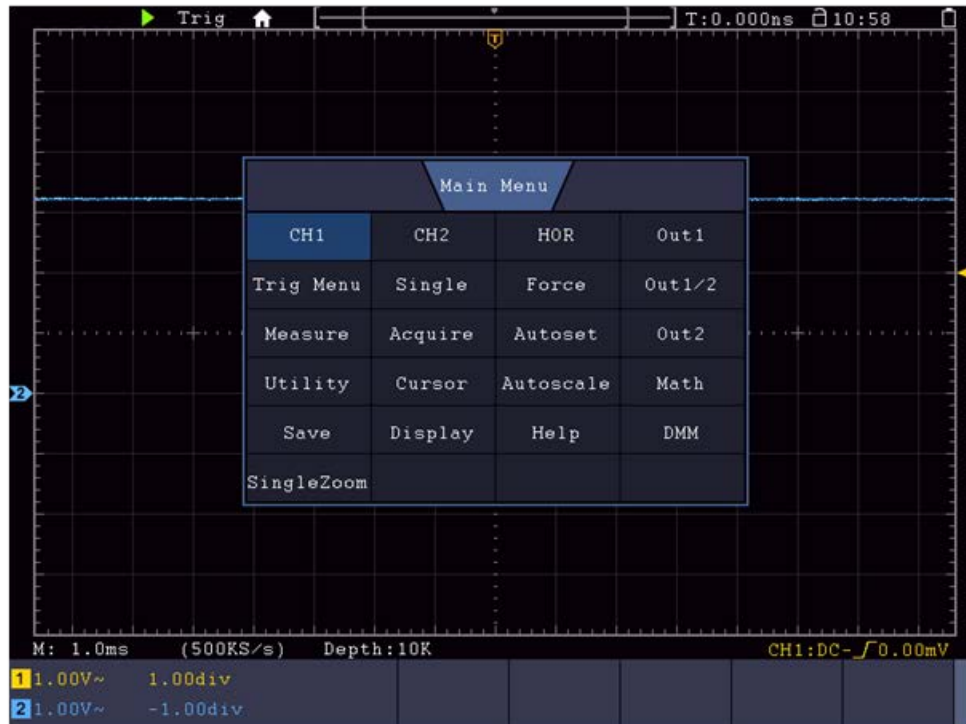 Trig T:0.000ns 10:58
T
Main Menu
CH1 CH2 HOR Out1
Trig Menu Single Force Out1/2
Measure Acquire Autoset Out2
2
Utility Cursor Autoscale Math
Save Display Help DMM
SingleZoom
M: 1.0ms (500KS/s) Depth:10K CH1:DC- 0.00mV
1 1.00V~ 1.00div
2 1.00V~ -1.00div